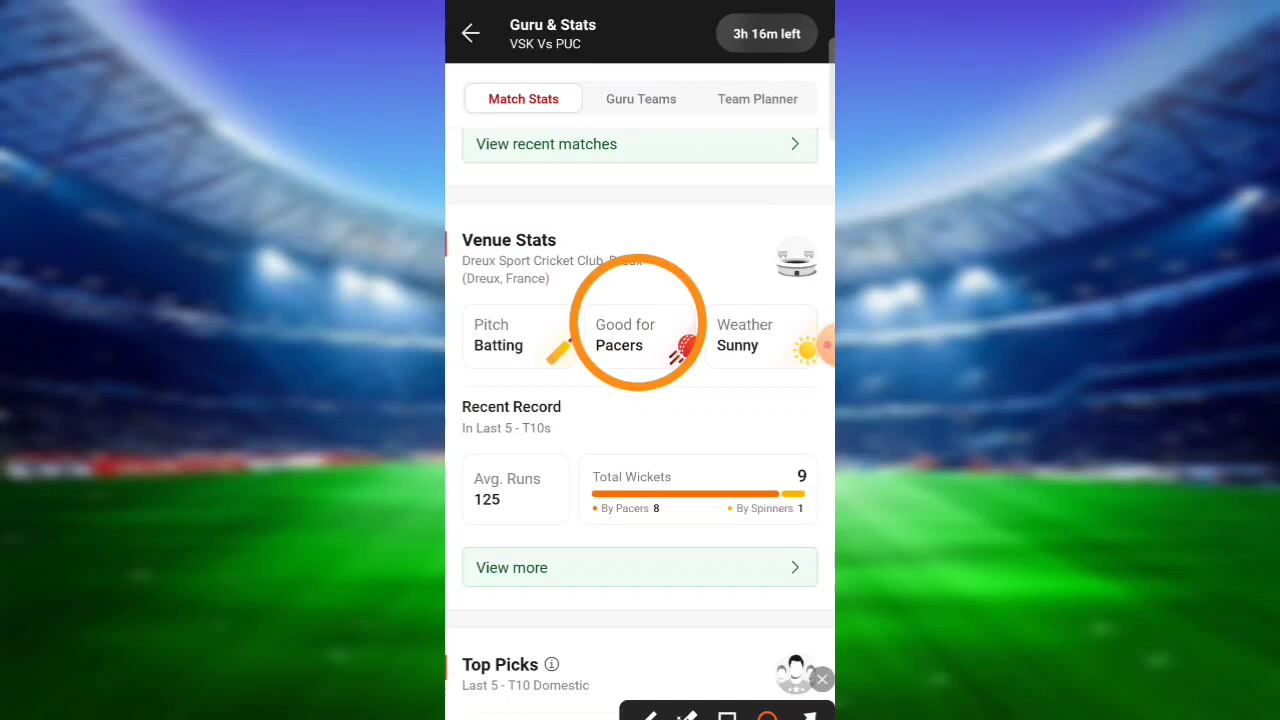 Guru & Stats
VSK Vs PUC
3h 16m left
Match Stats
Guru Teams
Team Planner
View recent matches
Venue Stats
Dreux Sport Cricket Club, Dreux
(Dreux, France)
Pitch
Batting
Good for
Pacers
Weather
Sunny
Recent Record
In Last 5 - T10s
Avg. Runs
125
Total Wickets
9
By Pacers 8
By Spinners 1
View more
Top Picks
Last 5 - T10 Domestic